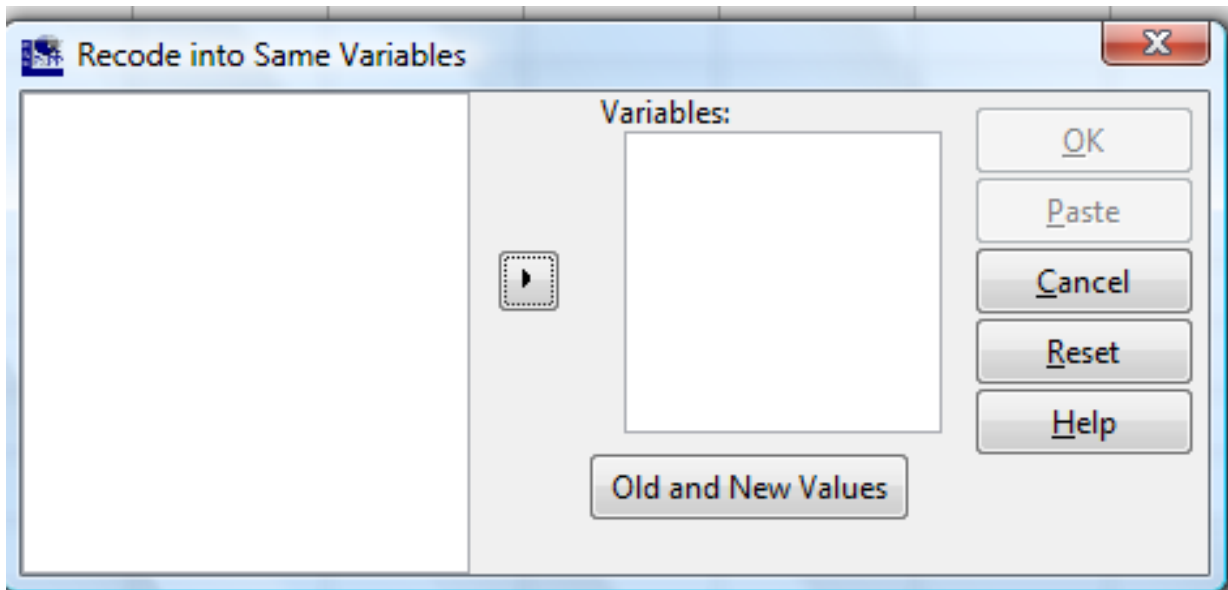 Recode into Same Variables
Variables:
OK
Paste
Cancel
Reset
Help
Old and New Values